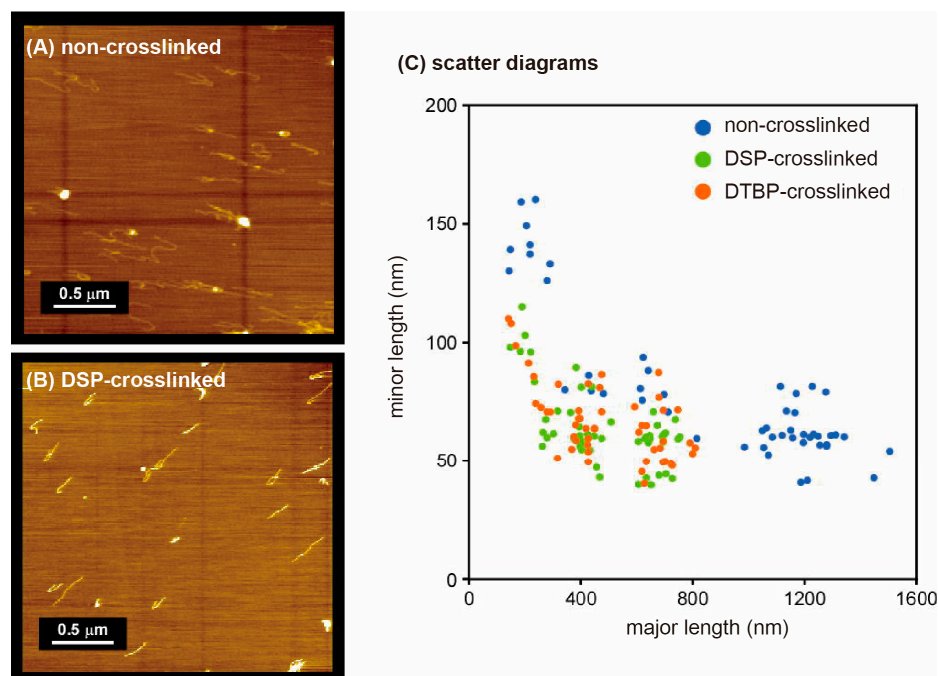 (A) non-crosslinked
0.5 μm
(B) DSP-crosslinked
0.5 μm
(C) scatter diagrams
non-crosslinked
DSP-crosslinked
DTBP-crosslinked
minor length (nm)
200
150
100
50
0
0 400 800 1200 1600
major length (nm)